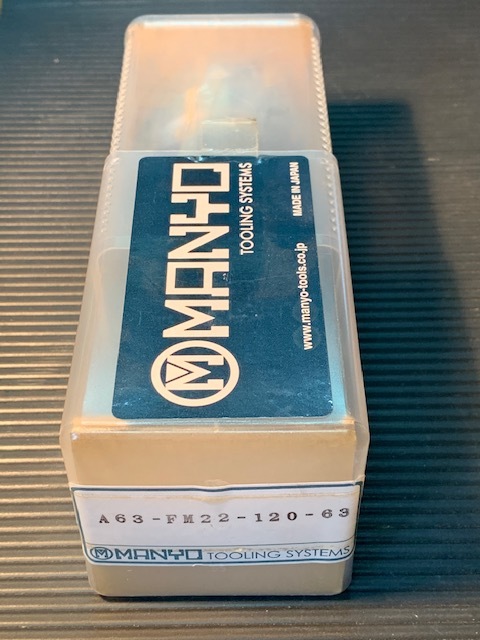 MANYO
TOOLING SYSTEMS
MADE IN JAPAN
www.manyo-tools.co.jp
A63-FM22-120-63
MANYO TOOLING SYSTEMS